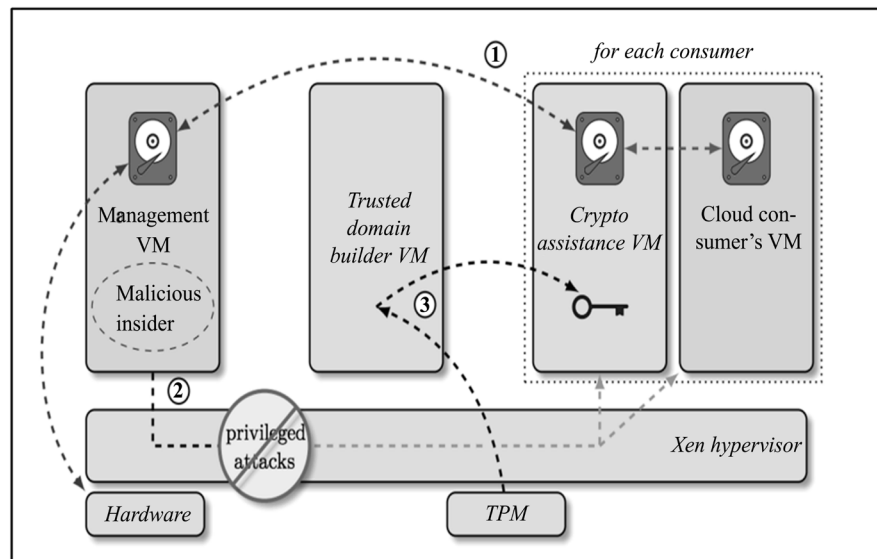 ①
for each consumer
Management
VM
Malicious
insider
Trusted
domain
builder VM
Crypto
assistance VM
Cloud con-
sumer's VM
③
②
privileged
attacks
Xen hypervisor
Hardware
TPM